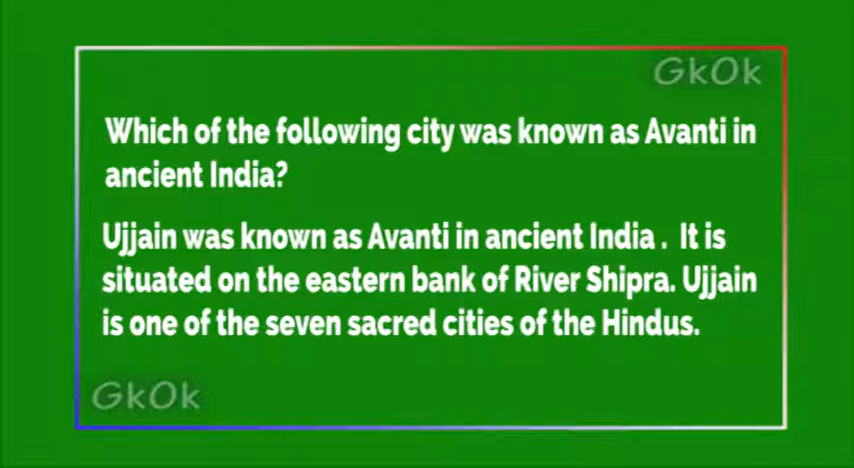 GkOk
Which of the following city was known as Avanti in
ancient India?
Ujjain was known as Avanti in ancient India . It is
situated on the eastern bank of River Shipra. Ujjain
is one of the seven sacred cities of the Hindus.
GkOk